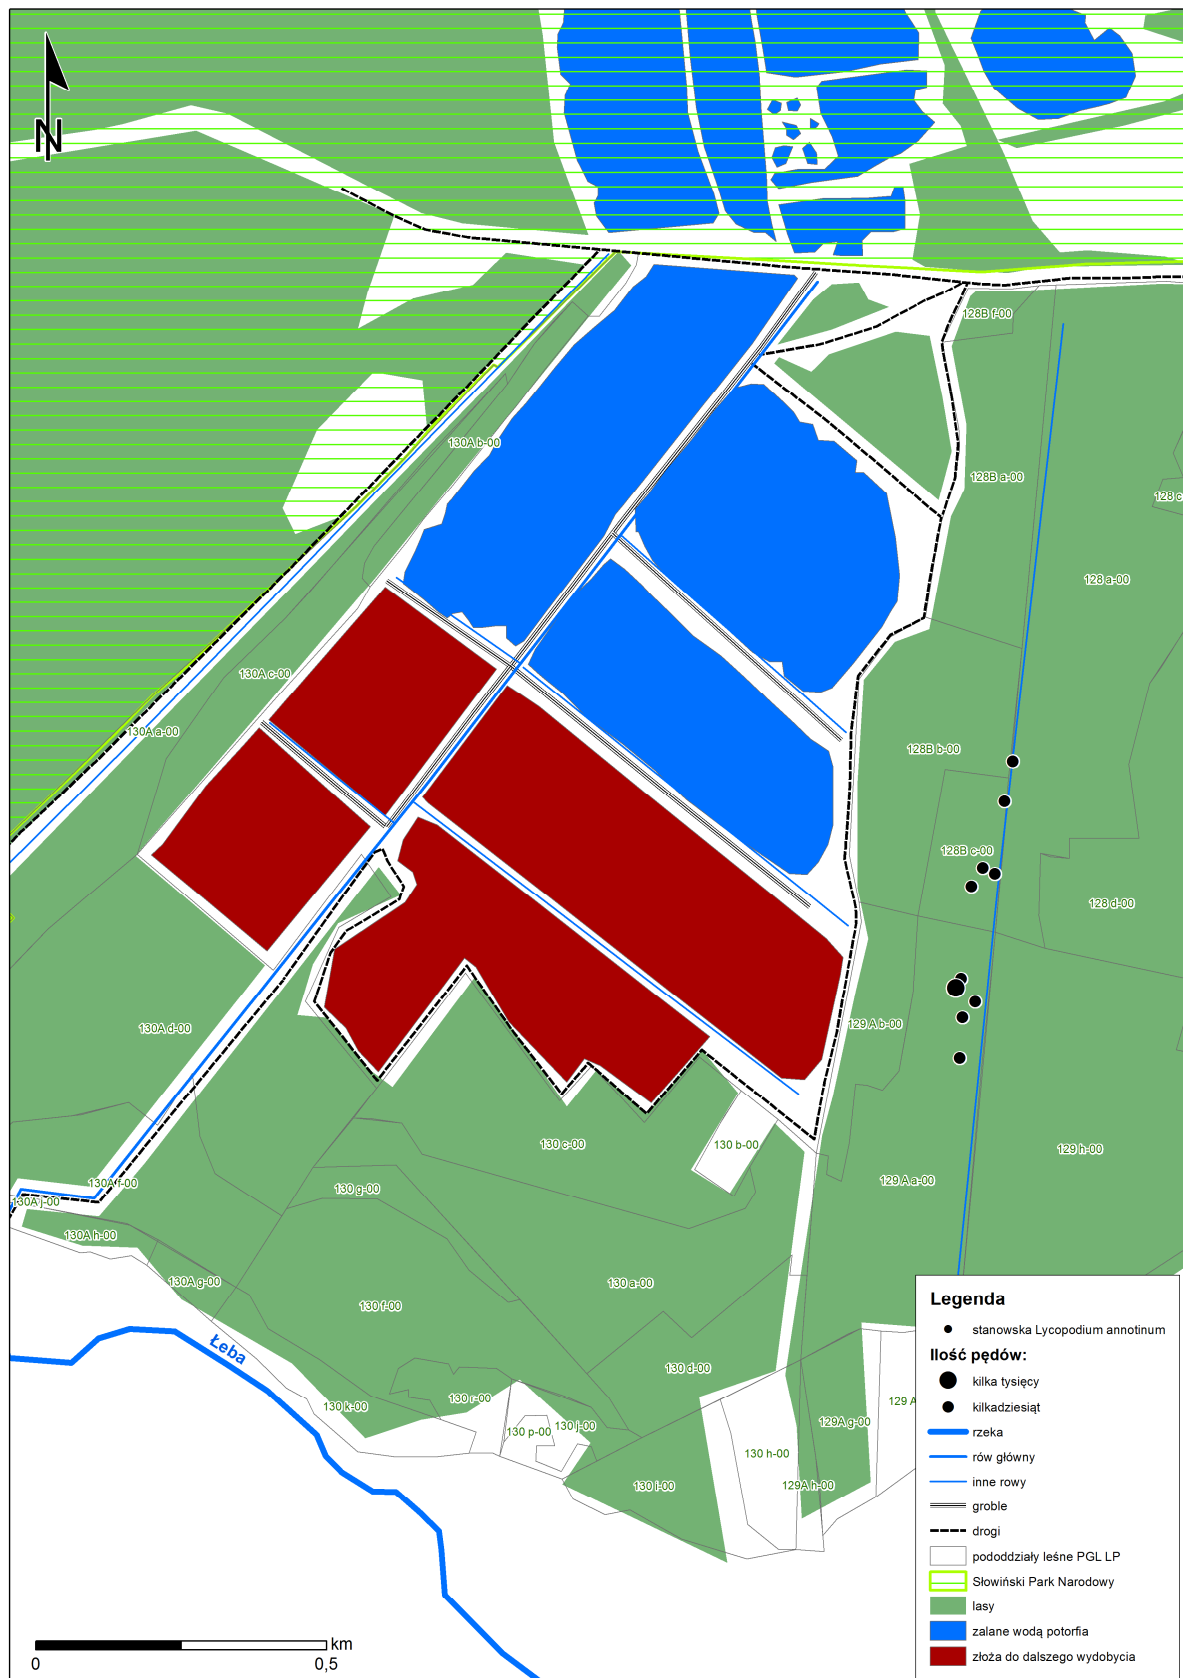 N
128B f-00
130A b-00
128B a-00
128 c
128 a-00
130A c-00
130A a-00
128B b-00
128B c-00
128 d-00
130A d-00
129 A b-00
130 c-00
130 b-00
129 h-00
130A f-00
130 g-00
129 A a-00
130A j-00
130A h-00
130A g-00
130 a-00
130 f-00
Łeba
130 d-00
130 k-00
130 r-00
129 A
130 p-00
130 j-00
129A g-00
130 h-00
130 i-00
129A h-00
Legenda
stanowska Lycopodium annotinum
Ilość pędów:
kilka tysięcy
kilkadziesiąt
rzeka
rów główny
inne rowy
groble
drogi
pododdziały leśne PGL LP
Słowiński Park Narodowy
lasy
zalane wodą potorfia
złoża do dalszego wydobycia
km
0
0,5